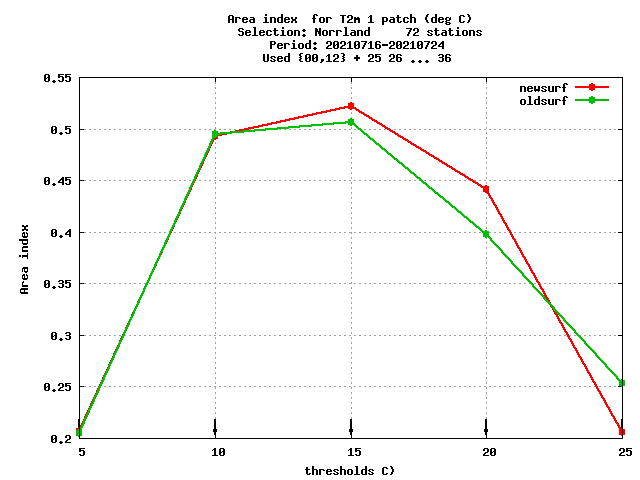 Area index  for T2m 1 patch (deg C)
Selection: Norrland     72 stations
Period: 20210716-20210724
Used {00,12} + 25 26 ... 36
newsurf
oldsurf
0.55
0.5
0.45
0.4
0.35
0.3
0.25
0.2
Area index
5 10 15 20 25
thresholds C)